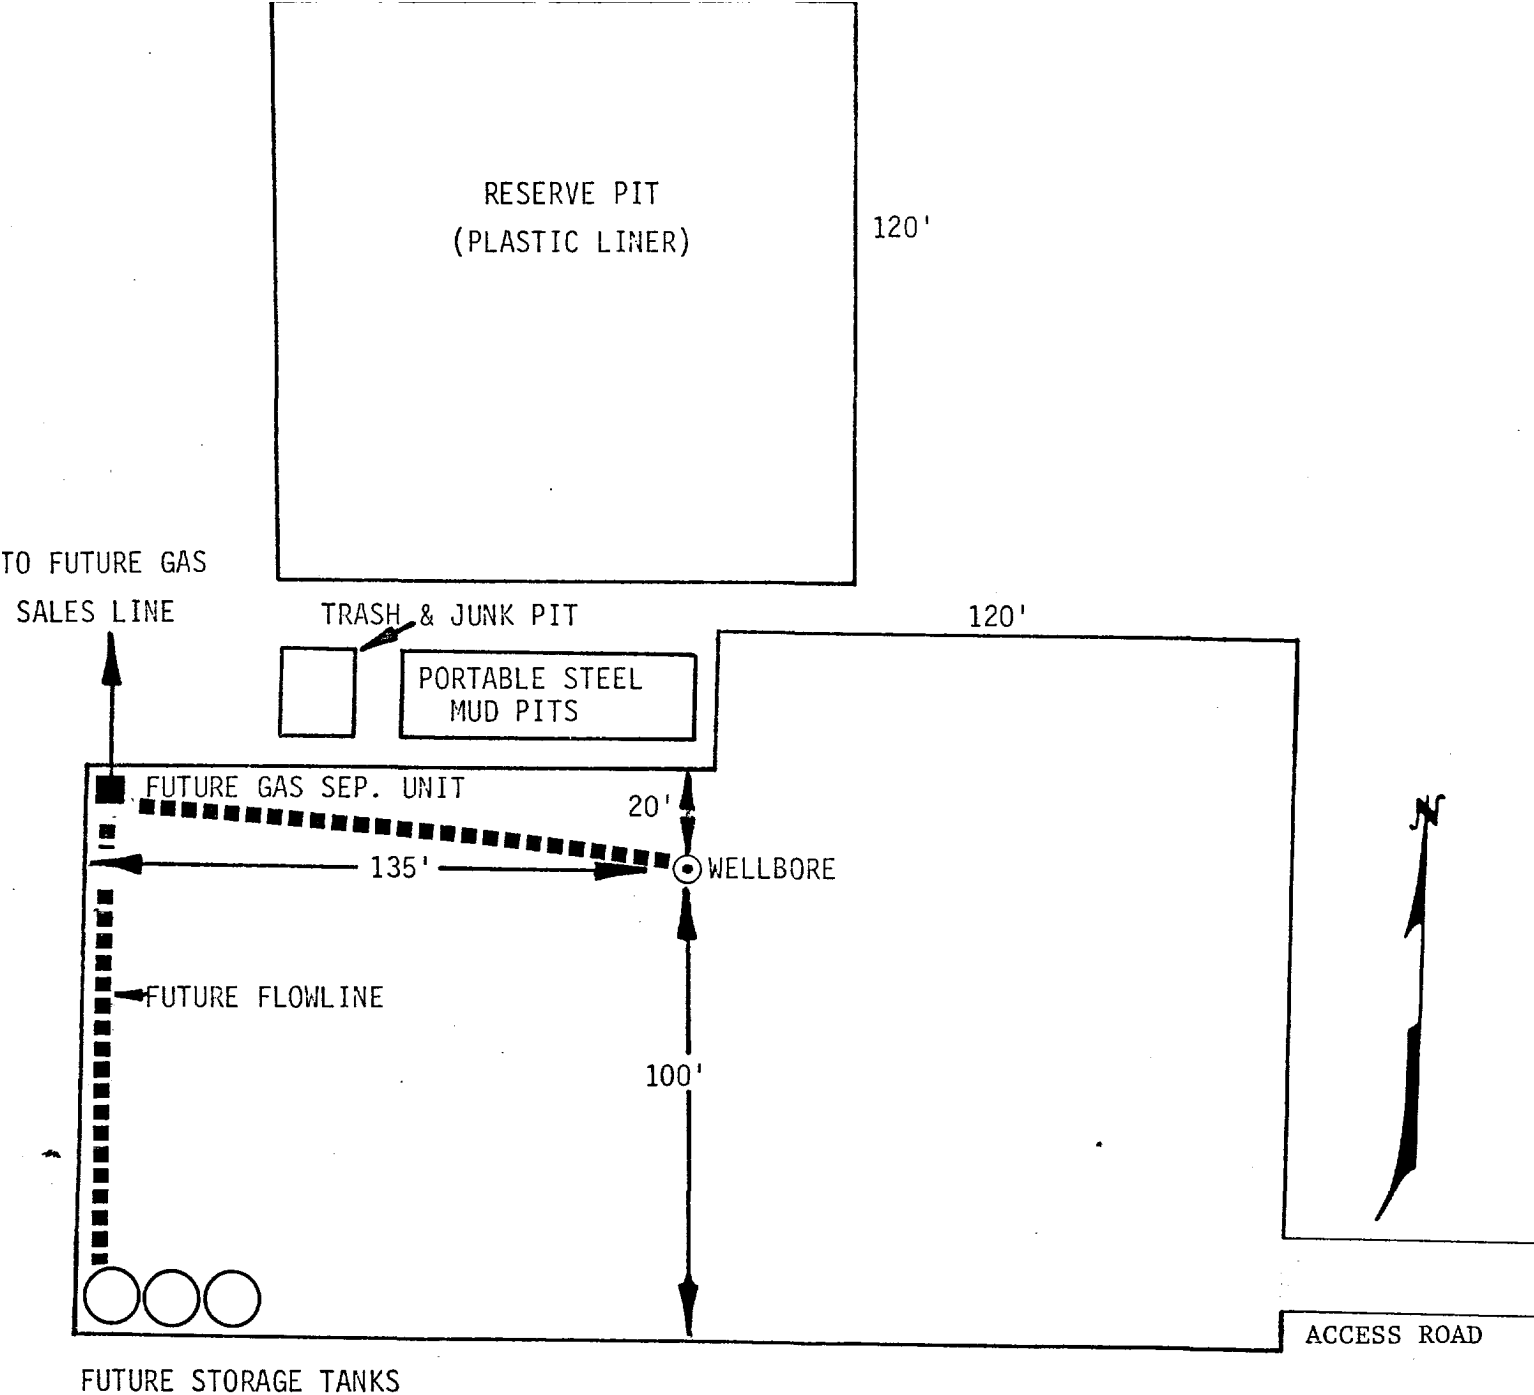 RESERVE PIT
(PLASTIC LINER)
120'
TO FUTURE GAS
SALES LINE
TRASH & JUNK PIT
120'
PORTABLE STEEL
MUD PITS
FUTURE GAS SEP. UNIT
20'
N
135'
WELLBORE
FUTURE FLOWLINE
100'
ACCESS ROAD
FUTURE STORAGE TANKS